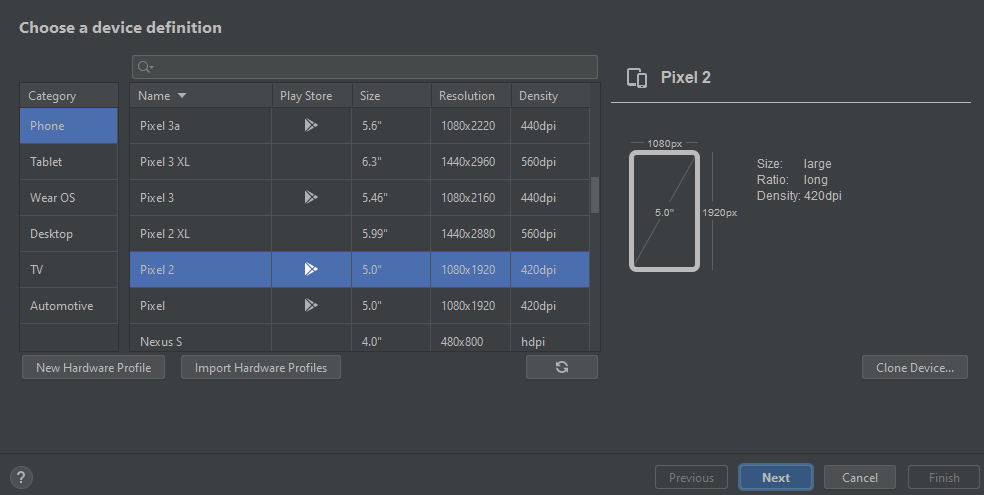 Choose a device definition
Category
Phone
Tablet
Wear OS
Desktop
TV
Automotive
Name Play Store Size Resolution Density
Pixel 3a 5.6" 1080x2220 440dpi
Pixel 3 XL 6.3" 1440x2960 560dpi
Pixel 3 5.46" 1080x2160 440dpi
Pixel 2 XL 5.99" 1440x2880 560dpi
Pixel 2 5.0" 1080x1920 420dpi
Pixel 5.0" 1080x1920 420dpi
Nexus S 4.0" 480x800 hdpi
Pixel 2
1080px
5.0"
1920px
Size: large
Ratio: long
Density: 420dpi
New Hardware Profile Import Hardware Profiles Clone Device...
? Previous Next Cancel Finish